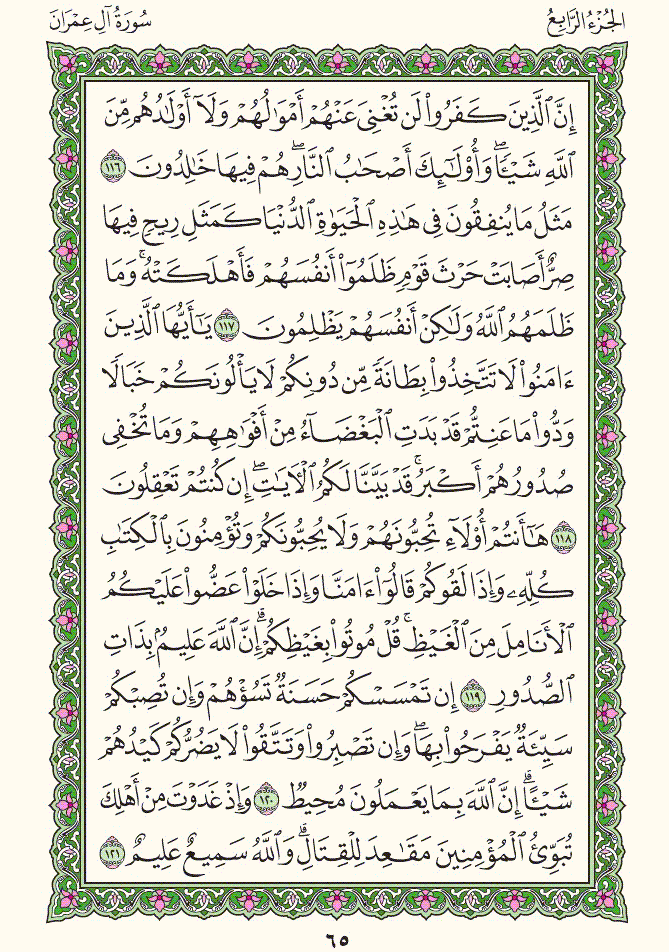 الجُزْءُ الرَّابِعُ
سُورَةُ آلِ عِمْرَانَ
إِنَّ ٱلَّذِينَ كَفَرُوا۟ لَن تُغْنِىَ عَنْهُمْ أَمْوَٰلُهُمْ وَلَآ أَوْلَـٰدُهُم مِّنَ
ٱللَّهِ شَيْـًٔا ۖ وَأُو۟لَـٰٓئِكَ أَصْحَـٰبُ ٱلنَّارِ ۚ هُمْ فِيهَا خَـٰلِدُونَ ١١٦
مَثَلُ مَا يُنفِقُونَ فِى هَـٰذِهِ ٱلْحَيَوٰةِ ٱلدُّنْيَا كَمَثَلِ رِيحٍ فِيهَا
صِرٌّ أَصَابَتْ حَرْثَ قَوْمٍ ظَلَمُوٓا۟ أَنفُسَهُمْ فَأَهْلَكَتْهُ ۚ وَمَا
ظَلَمَهُمُ ٱللَّهُ وَلَـٰكِنْ أَنفُسَهُمْ يَظْلِمُونَ ١١٧ يَـٰٓأَيُّهَا ٱلَّذِينَ
ءَامَنُوا۟ لَا تَتَّخِذُوا۟ بِطَانَةً مِّن دُونِكُمْ لَا يَأْلُونَكُمْ خَبَالًا
وَدُّوا۟ مَا عَنِتُّمْ قَدْ بَدَتِ ٱلْبَغْضَآءُ مِنْ أَفْوَٰهِهِمْ وَمَا تُخْفِى
صُدُورُهُمْ أَكْبَرُ ۚ قَدْ بَيَّنَّا لَكُمُ ٱلْـَٔايَـٰتِ ۖ إِن كُنتُمْ تَعْقِلُونَ
١١٨ هَـٰٓأَنتُمْ أُو۟لَآءِ تُحِبُّونَهُمْ وَلَا يُحِبُّونَكُمْ وَتُؤْمِنُونَ بِٱلْكِتَـٰبِ
كُلِّهِۦ وَإِذَا لَقُوكُمْ قَالُوٓا۟ ءَامَنَّا وَإِذَا خَلَوْا۟ عَضُّوا۟ عَلَيْكُمُ
ٱلْأَنَامِلَ مِنَ ٱلْغَيْظِ ۚ قُلْ مُوتُوا۟ بِغَيْظِكُمْ ۗ إِنَّ ٱللَّهَ عَلِيمٌۢ بِذَاتِ
ٱلصُّدُورِ ١١٩ إِن تَمْسَسْكُمْ حَسَنَةٌ تَسُؤْهُمْ وَإِن تُصِبْكُمْ
سَيِّئَةٌ يَفْرَحُوا۟ بِهَا ۖ وَإِن تَصْبِرُوا۟ وَتَتَّقُوا۟ لَا يَضُرُّكُمْ كَيْدُهُمْ
شَيْـًٔا ۗ إِنَّ ٱللَّهَ بِمَا يَعْمَلُونَ مُحِيطٌ ١٢٠ وَإِذْ غَدَوْتَ مِنْ أَهْلِكَ
تُبَوِّئُ ٱلْمُؤْمِنِينَ مَقَـٰعِدَ لِلْقِتَالِ ۗ وَٱللَّهُ سَمِيعٌ عَلِيمٌ ١٢١
٦٥